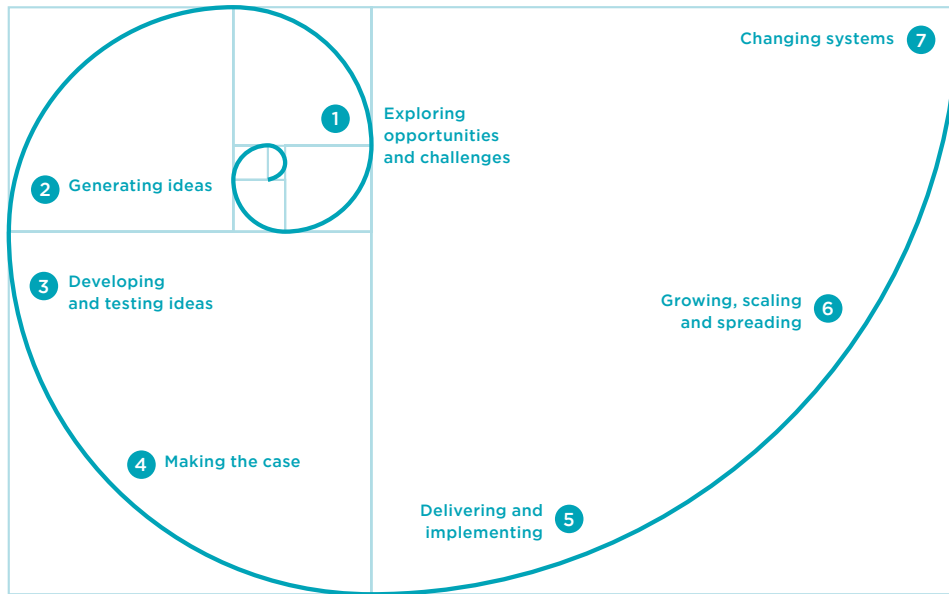 1 Exploring
opportunities
and challenges
2 Generating ideas
3 Developing
and testing ideas
4 Making the case
Delivering and
implementing 5
Growing, scaling
and spreading 6
Changing systems 7